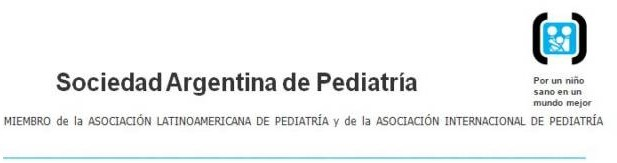 Sociedad Argentina de Pediatría
Por un niño
sano en un
mundo mejor
MIEMBRO de la ASOCIACIÓN LATINOAMERICANA DE PEDIATRÍA y de la ASOCIACIÓN INTERNACIONAL DE PEDIATRÍA